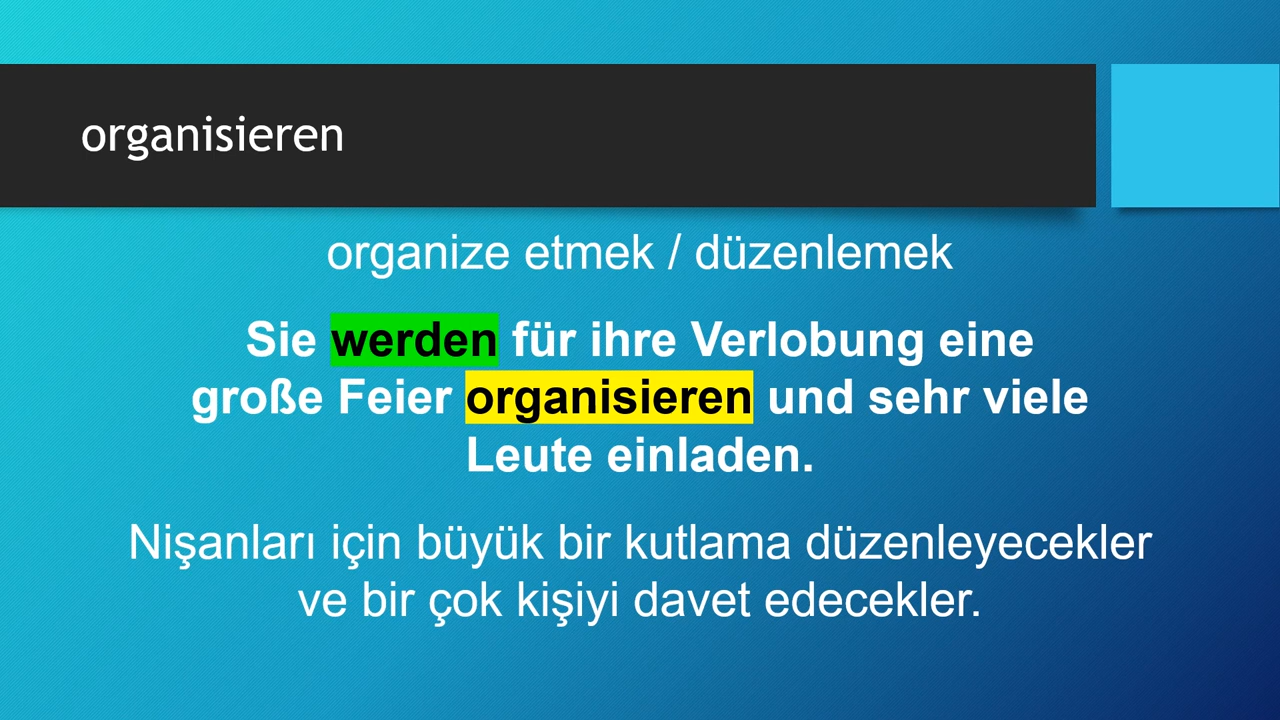 organisieren
organize etmek / düzenlemek
Sie werden für ihre Verlobung eine
große Feier organisieren und sehr viele
Leute einladen.
Nişanları için büyük bir kutlama düzenleyecekler
ve bir çok kişiyi davet edecekler.